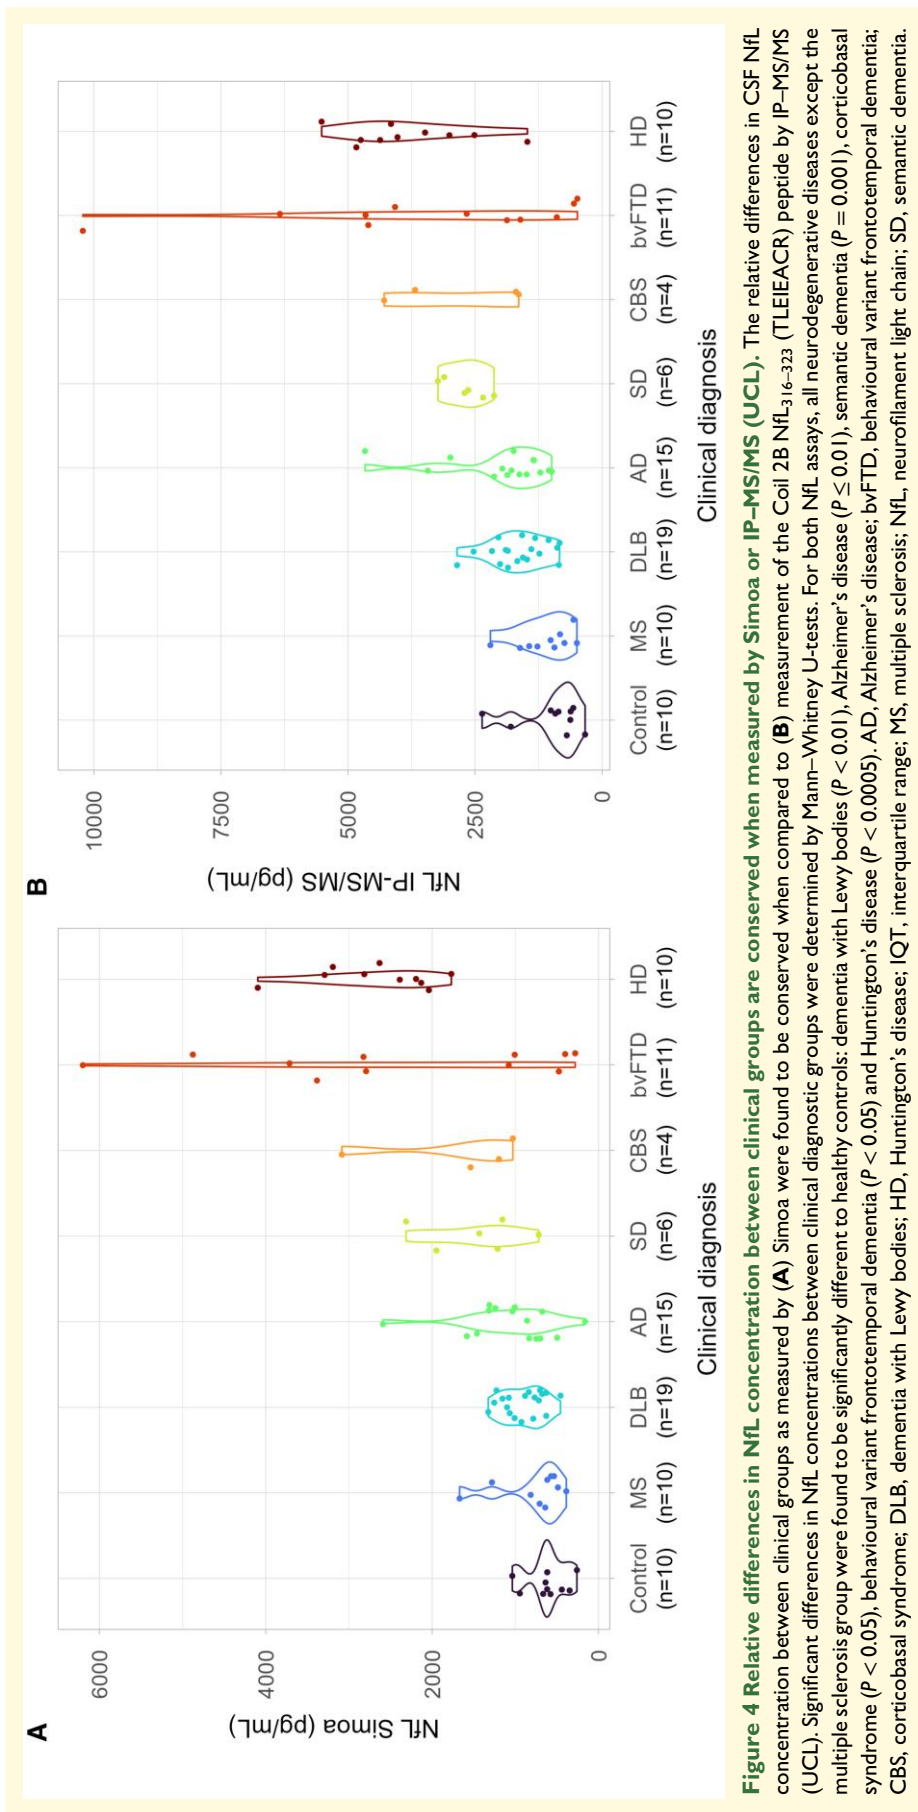 A
NfL Simoa (pg/mL)
6000
4000
2000
0
Control
(n=10)
MS
(n=10)
DLB
(n=19)
AD
(n=15)
SD
(n=6)
CBS
(n=4)
bvFTD
(n=11)
HD
(n=10)
Clinical diagnosis
B
NfL IP-MS/MS (pg/mL)
10000
7500
5000
2500
0
Control
(n=10)
MS
(n=10)
DLB
(n=19)
AD
(n=15)
SD
(n=6)
CBS
(n=4)
bvFTD
(n=11)
HD
(n=10)
Clinical diagnosis
Figure 4 Relative differences in NfL concentration between clinical groups are conserved when measured by Simoa or IP–MS/MS (UCL). The relative differences in CSF NfL
concentration between clinical groups as measured by (A) Simoa were found to be conserved when compared to (B) measurement of the Coil 2B NfL316–323 (TLEIEACR) peptide by IP–MS/MS
(UCL). Significant differences in NfL concentrations between clinical diagnostic groups were determined by Mann–Whitney U-tests. For both NfL assays, all neurodegenerative diseases except the
multiple sclerosis group were found to be significantly different to healthy controls: dementia with Lewy bodies (P < 0.01), Alzheimer's disease (P ≤ 0.01), semantic dementia (P = 0.001), corticobasal
syndrome (P < 0.05), behavioural variant frontotemporal dementia (P < 0.05) and Huntington's disease (P < 0.0005). AD, Alzheimer's disease; bvFTD, behavioural variant frontotemporal dementia;
CBS, corticobasal syndrome; DLB, dementia with Lewy bodies; HD, Huntington's disease; IQT, interquartile range; MS, multiple sclerosis; NfL, neurofilament light chain; SD, semantic dementia.